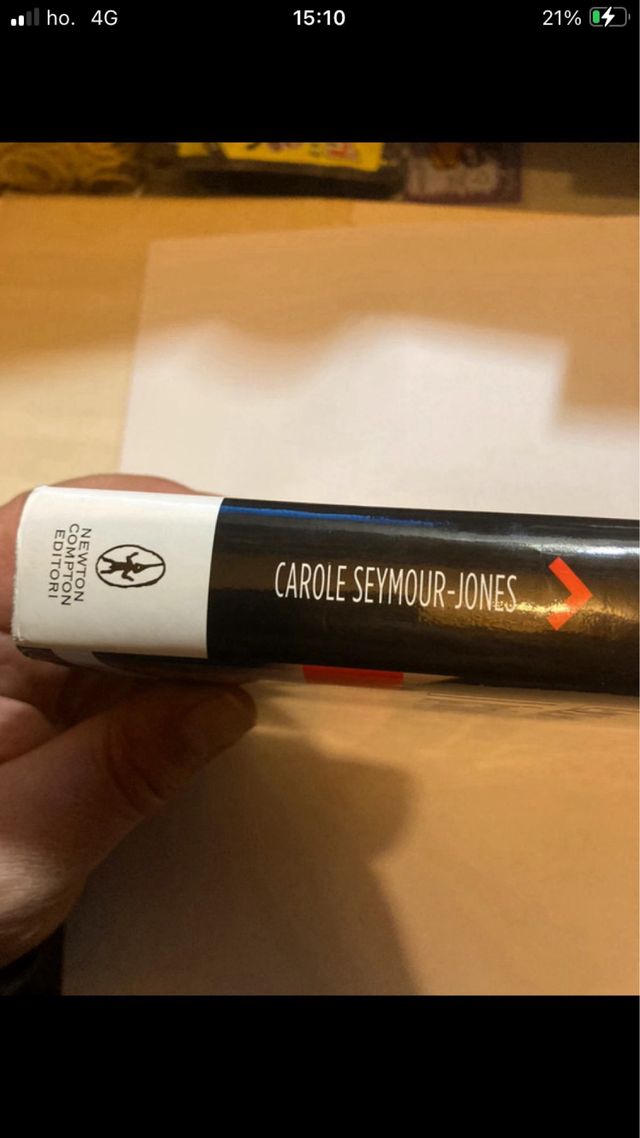 ho. 4G 15:10 21%
CAROLE SEYMOUR-JONES
NEWTON
COMPTON
EDITORI